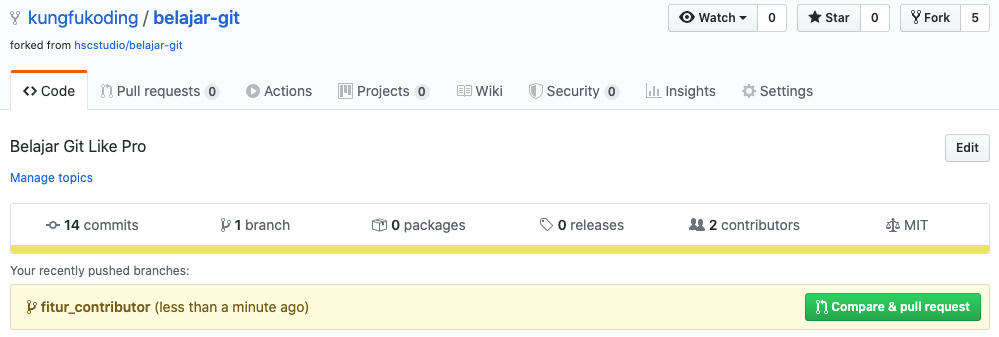 kungfukoding / belajar-git
Watch 0 Star 0 Fork 5
forked from hscstudio/belajar-git
Code Pull requests 0 Actions Projects 0 Wiki Security 0 Insights Settings
Belajar Git Like Pro
Edit
Manage topics
14 commits 1 branch 0 packages 0 releases 2 contributors MIT
Your recently pushed branches:
fitur_contributor (less than a minute ago) Compare & pull request